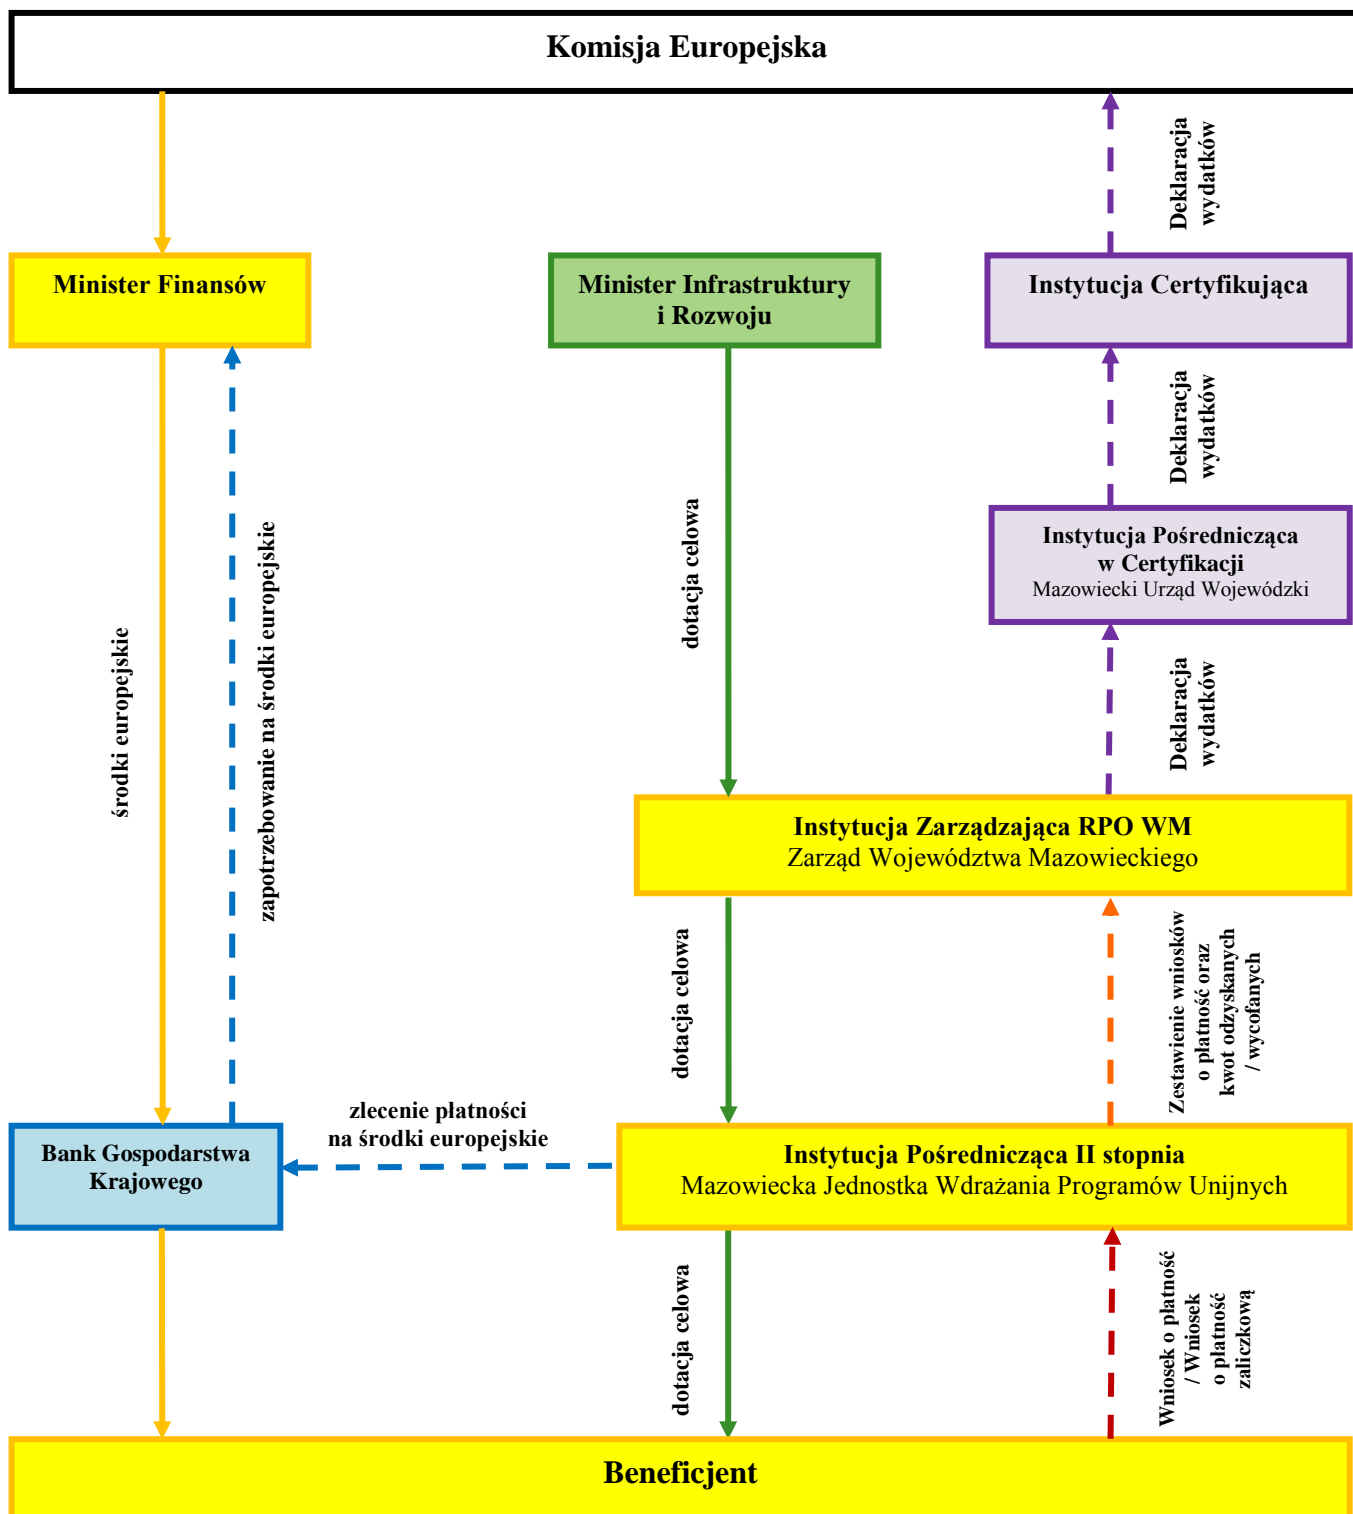 Komisja Europejska
Deklaracja
wydatków
Minister Finansów
Minister Infrastruktury
i Rozwoju
Instytucja Certyfikująca
Deklaracja
wydatków
Instytucja Pośrednicząca
w Certyfikacji
Mazowiecki Urząd Wojewódzki
środki europejskie
zapotrzebowanie na środki europejskie
dotacja celowa
Deklaracja
wydatków
Instytucja Zarządzająca RPO WM
Zarząd Województwa Mazowieckiego
dotacja celowa
Zestawienie wniosków
o płatność oraz
kwot odzyskanych
/ wycofanych
zlecenie płatności
na środki europejskie
Bank Gospodarstwa
Krajowego
Instytucja Pośrednicząca II stopnia
Mazowiecka Jednostka Wdrażania Programów Unijnych
dotacja celowa
Wniosek o płatność
/ Wniosek
o płatność
zaliczkową
Beneficjent